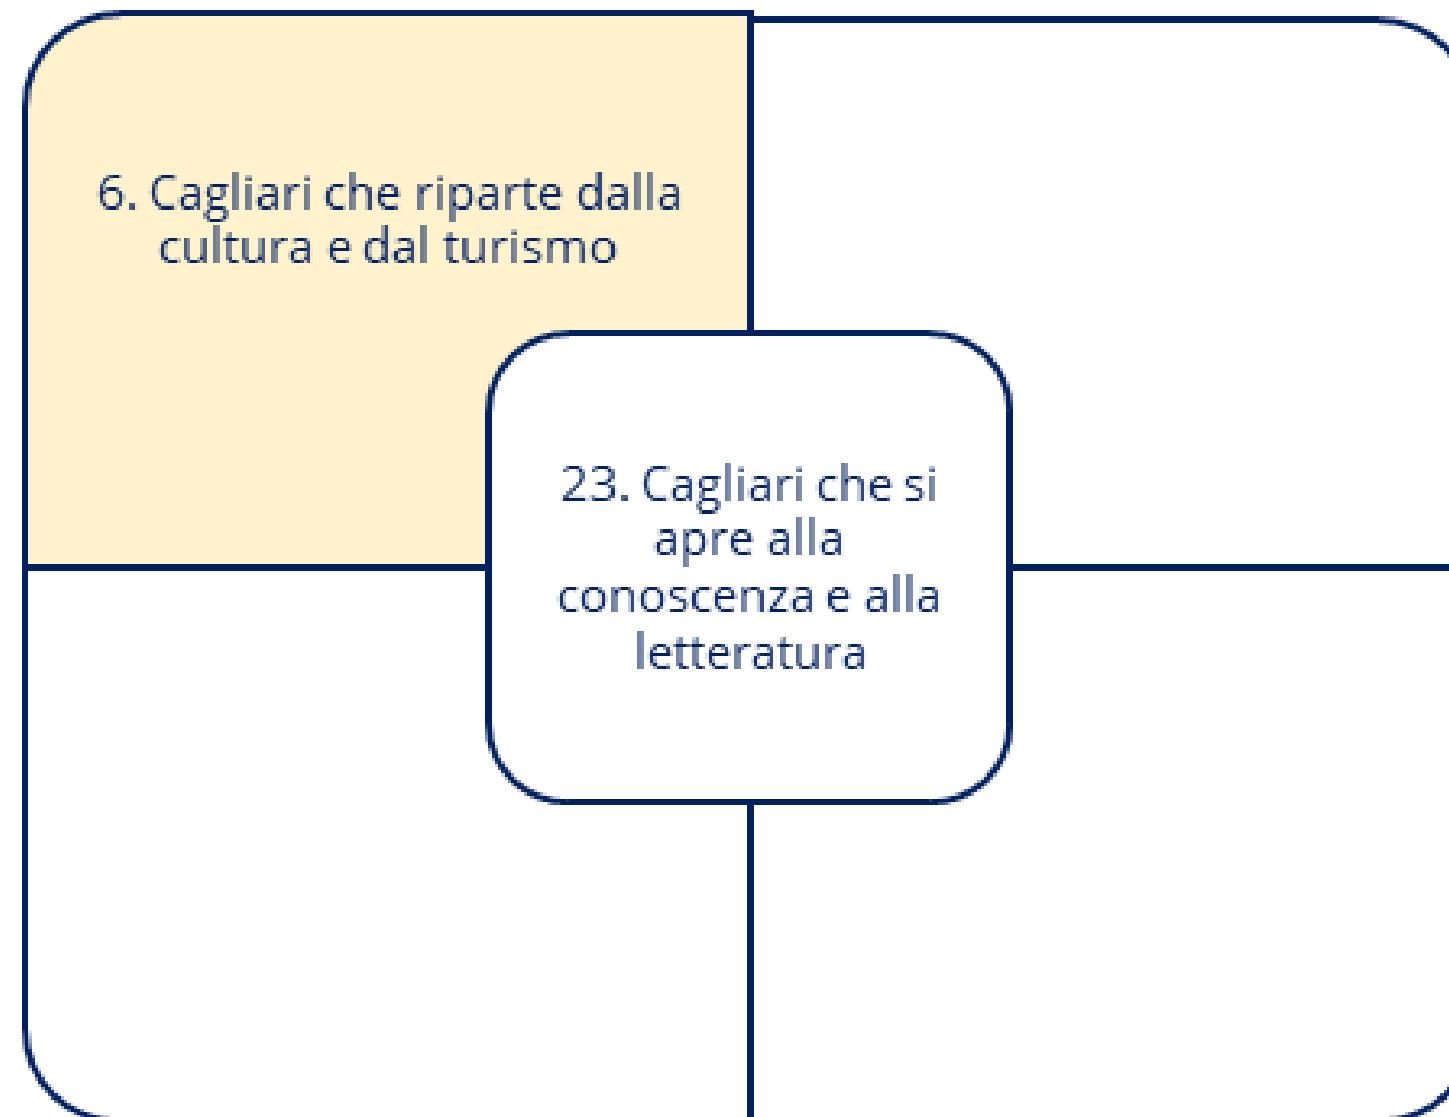 6. Cagliari che riparte dalla
cultura e dal turismo
23. Cagliari che si
apre alla
conoscenza e alla
letteratura